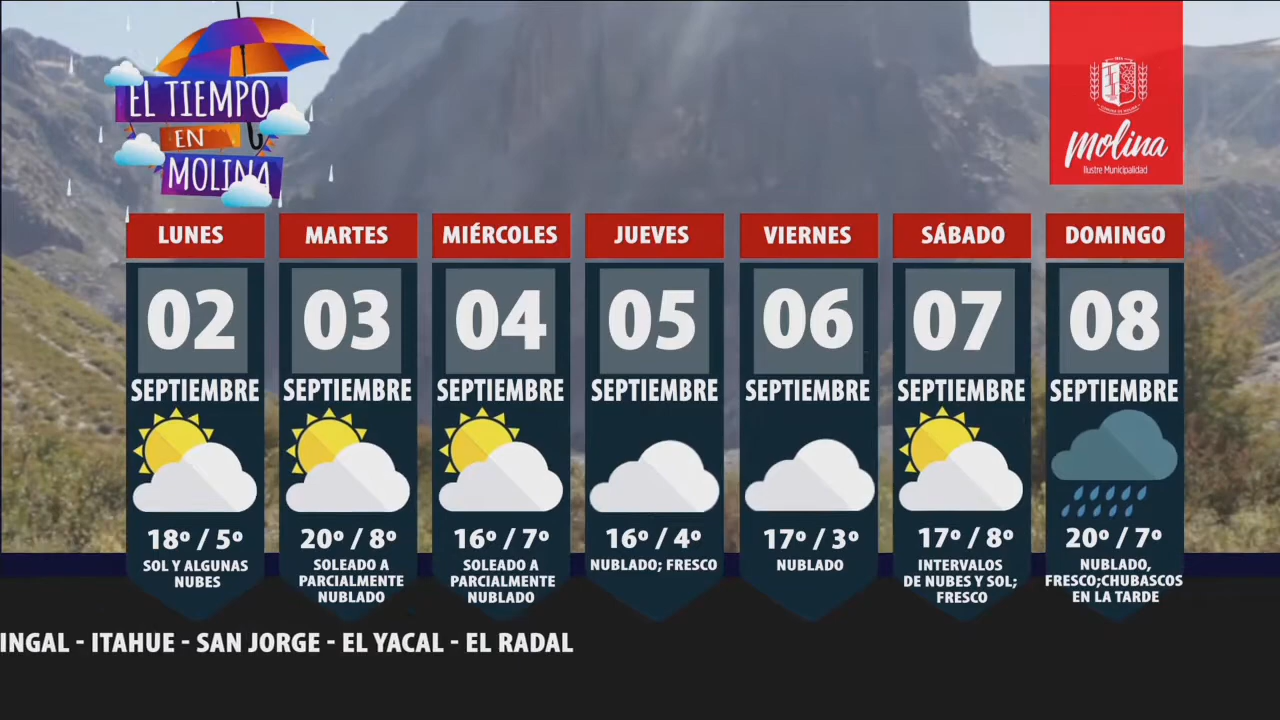 EL TIEMPO
EN
MOLINA
Molina
Ilustre Municipalidad
LUNES
02
SEPTIEMBRE
18º / 5º
SOL Y ALGUNAS
NUBES
MARTES
03
SEPTIEMBRE
20º / 8º
SOLEADO A
PARCIALMENTE
NUBLADO
MIÉRCOLES
04
SEPTIEMBRE
16º / 7º
SOLEADO A
PARCIALMENTE
NUBLADO
JUEVES
05
SEPTIEMBRE
16º / 4º
NUBLADO; FRESCO
VIERNES
06
SEPTIEMBRE
17º / 3º
NUBLADO
SÁBADO
07
SEPTIEMBRE
17º / 8º
INTERVALOS
DE NUBES Y SOL;
FRESCO
DOMINGO
08
SEPTIEMBRE
20º / 7º
NUBLADO,
FRESCO;CHUBASCOS
EN LA TARDE
INGAL - ITAHUE - SAN JORGE - EL YACAL - EL RADAL